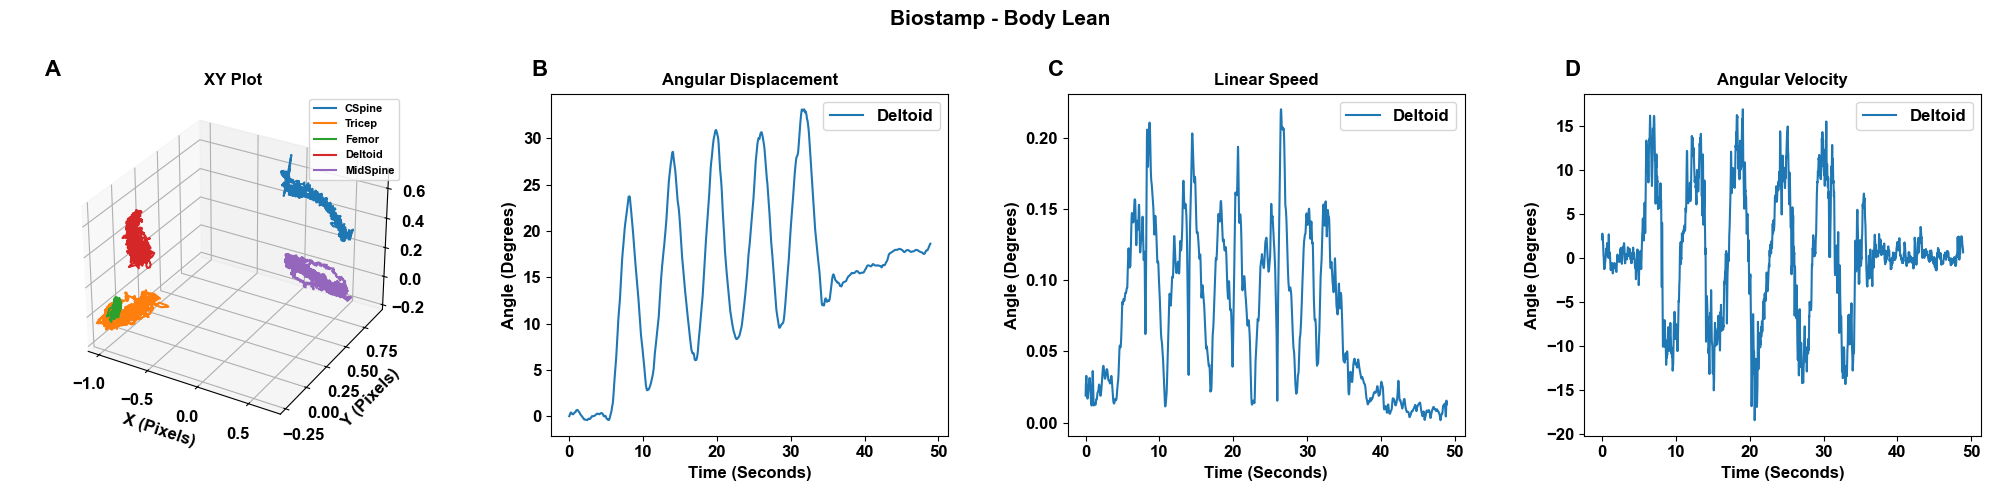 Biostamp - Body Lean
A
XY Plot
CSpine
Tricep
Femor
Deltoid
MidSpine
0.6
0.4
0.2
0.0
−0.2
−1.0
−0.5
0.0
0.5
X (Pixels)
−0.25
0.00
0.25
0.50
0.75
Y (Pixels)
B
Angular Displacement
Deltoid
30
25
20
15
10
5
0
Angle (Degrees)
0 10 20 30 40 50
Time (Seconds)
C
Linear Speed
Deltoid
0.20
0.15
0.10
0.05
0.00
Angle (Degrees)
0 10 20 30 40 50
Time (Seconds)
D
Angular Velocity
Deltoid
15
10
5
0
−5
−10
−15
−20
Angle (Degrees)
0 10 20 30 40 50
Time (Seconds)